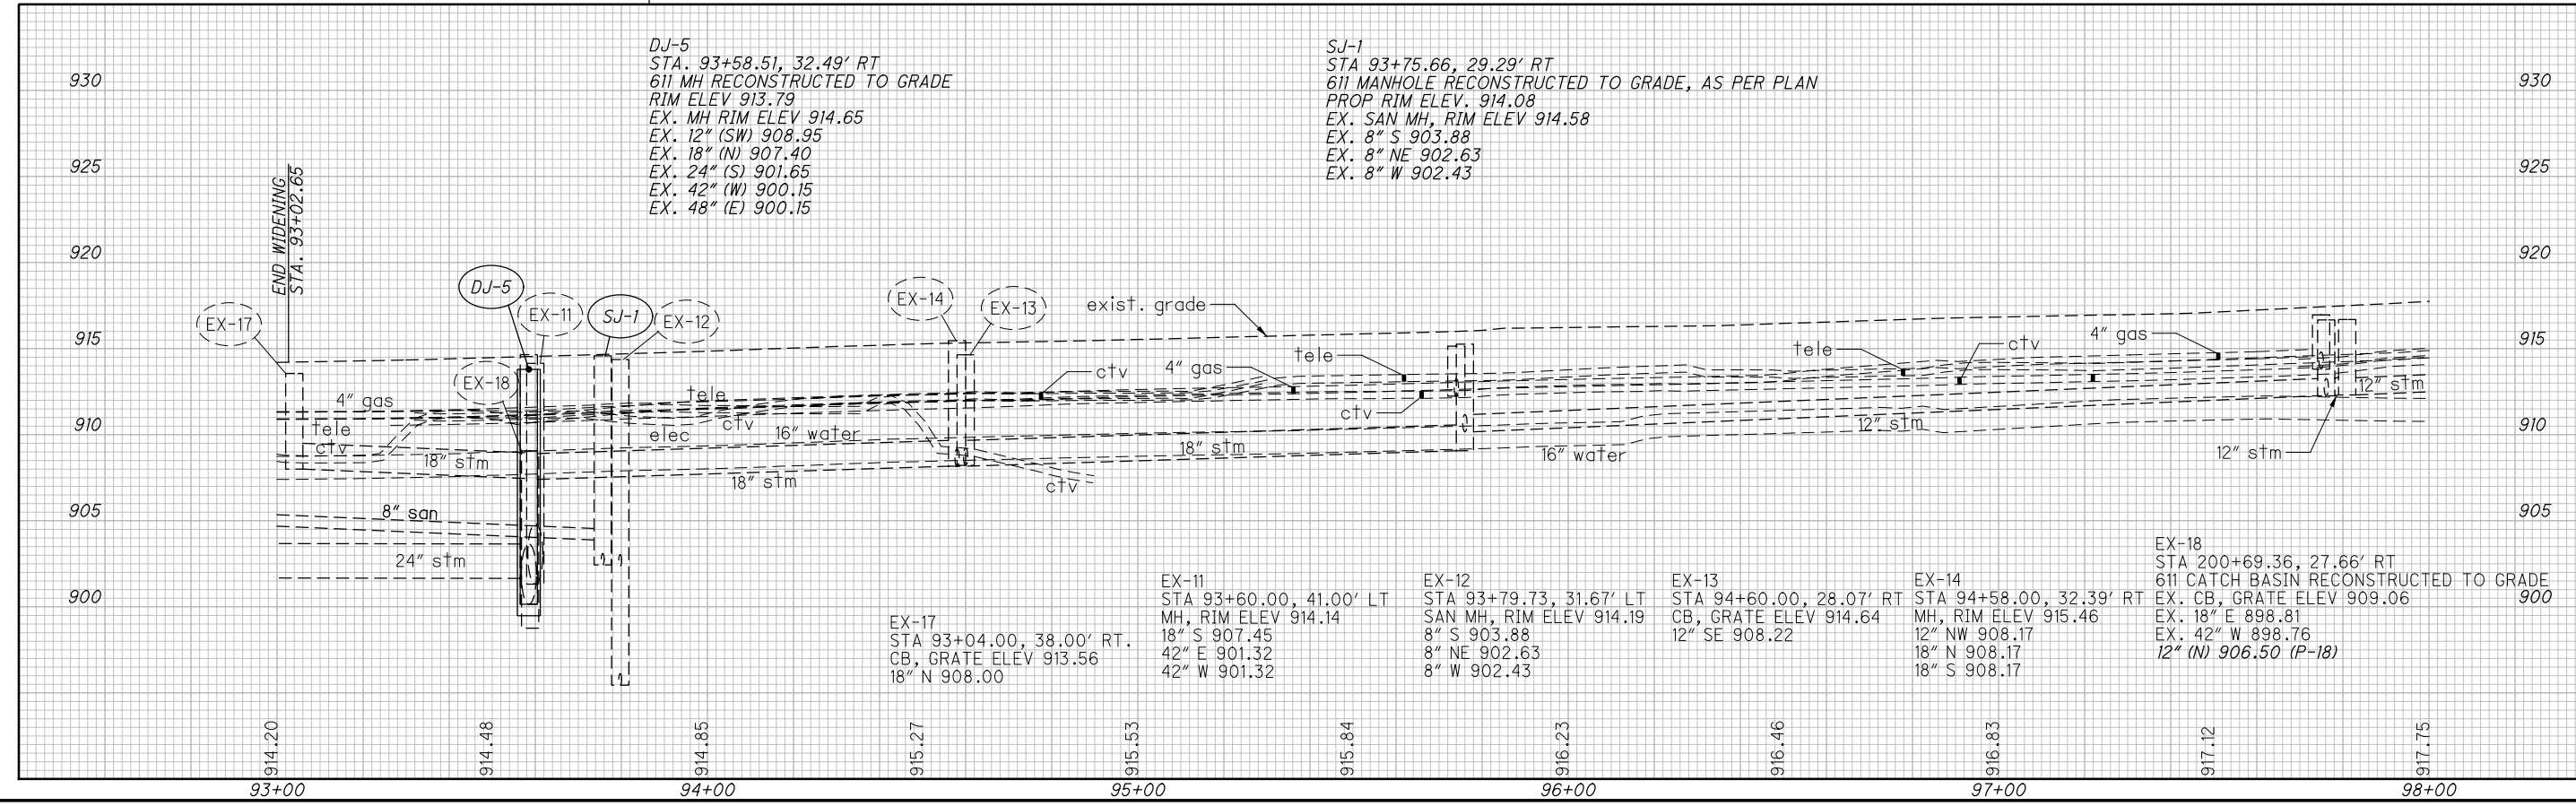 DJ-5
STA. 93+58.51, 32.49' RT
611 MH RECONSTRUCTED TO GRADE
RIM ELEV 913.79
EX. MH RIM ELEV 914.65
EX. 12" (SW) 908.95
EX. 18" (N) 907.40
EX. 24" (S) 901.65
EX. 42" (W) 900.15
EX. 48" (E) 900.15
SJ-1
STA 93+75.66, 29.29' RT
611 MANHOLE RECONSTRUCTED TO GRADE, AS PER PLAN
PROP RIM ELEV. 914.08
EX. SAN MH, RIM ELEV 914.58
EX. 8" S 903.88
EX. 8" NE 902.63
EX. 8" W 902.43
930
930
925
925
920
920
915
915
910
910
905
905
900
900
END WIDENING
STA. 93+02.65
EX-17
DJ-5
EX-11
SJ-1
EX-12
EX-18
EX-14
EX-13
exist. grade
4" gas
tele
ctv
tele
elec
ctv
16" water
18" stm
18" stm
8" san
24" stm
ctv
4" gas
tele
ctv
18" stm
ctv
16" water
tele
ctv
4" gas
12" stm
12" stm
12" stm
EX-17
STA 93+04.00, 38.00' RT.
CB, GRATE ELEV 913.56
18" N 908.00
EX-11
STA 93+60.00, 41.00' LT
MH, RIM ELEV 914.14
18" S 907.45
42" E 901.32
42" W 901.32
EX-12
STA 93+79.73, 31.67' LT
SAN MH, RIM ELEV 914.19
8" S 903.88
8" NE 902.63
8" W 902.43
EX-13
STA 94+60.00, 28.07' RT
CB, GRATE ELEV 914.64
12" SE 908.22
EX-14
STA 94+58.00, 32.39' RT
MH, RIM ELEV 915.46
12" NW 908.17
18" N 908.17
18" S 908.17
EX-18
STA 200+69.36, 27.66' RT
611 CATCH BASIN RECONSTRUCTED TO GRADE
EX. CB, GRATE ELEV 909.06
EX. 18" E 898.81
EX. 42" W 898.76
12" (N) 906.50 (P-18)
914.20
914.48
914.85
915.27
915.53
915.84
916.23
916.46
916.83
917.12
917.75
93+00
94+00
95+00
96+00
97+00
98+00